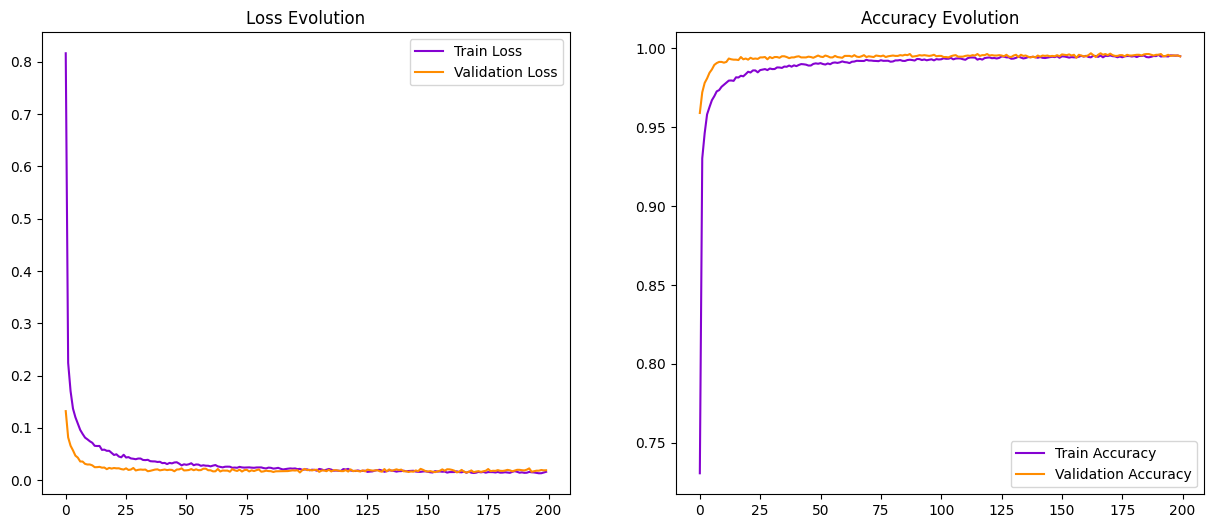 Loss Evolution
Train Loss
Validation Loss
0.8
0.7
0.6
0.5
0.4
0.3
0.2
0.1
0.0
0 25 50 75 100 125 150 175 200
Accuracy Evolution
1.00
0.95
0.90
0.85
0.80
0.75
Train Accuracy
Validation Accuracy
0 25 50 75 100 125 150 175 200